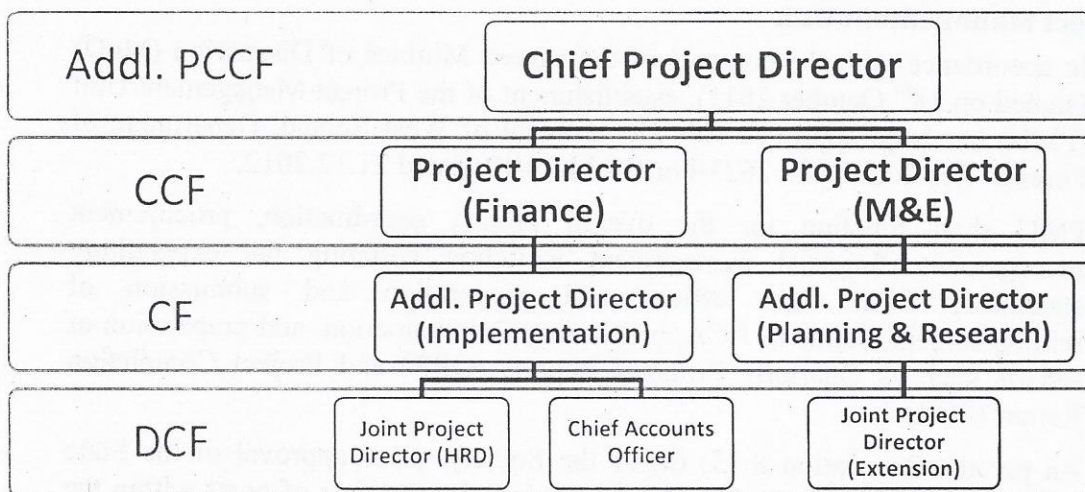 Addl. PCCF
Chief Project Director
CCF
Project Director
(Finance)
Project Director
(M&E)
CF
Addl. Project Director
(Pr. Implementation)
Addl. Project Director
(Planning & Research)
DCF
Joint Project
Director (HRD)
Chief Accounts
Officer
Joint Project
Director
(Extension)